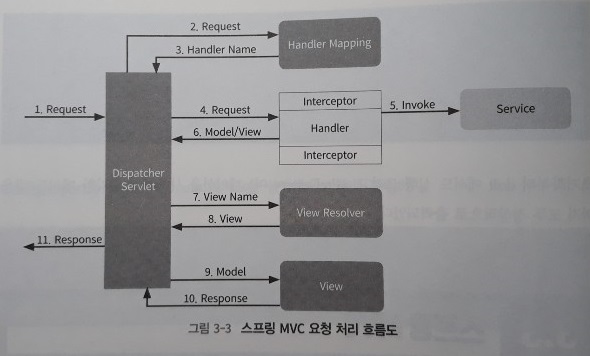 2. Request
Handler Mapping
3. Handler Name
1. Request
4. Request
Interceptor
5. Invoke
Service
Handler
6. Model/View
Interceptor
Dispatcher
Servlet
7. View Name
View Resolver
8. View
11. Response
9. Model
View
10. Response
그림 3-3 스프링 MVC 요청 처리 흐름도